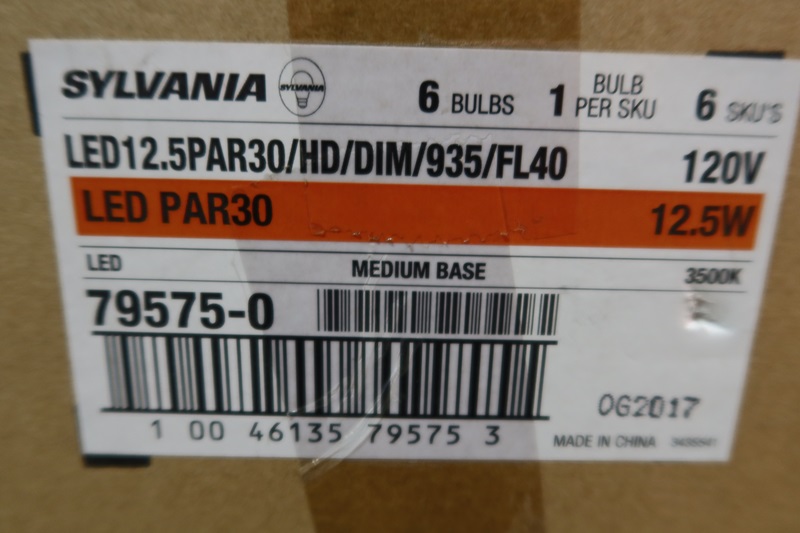 SYLVANIA SYLVANIA 6 BULBS 1 BULB PER SKU 6 SKU'S
LED12.5PAR30/HD/DIM/935/FL40 120V
LED PAR30 12.5W
LED MEDIUM BASE 3500K
79575-0
OG2017
1 00 46135 79575 3
MADE IN CHINA